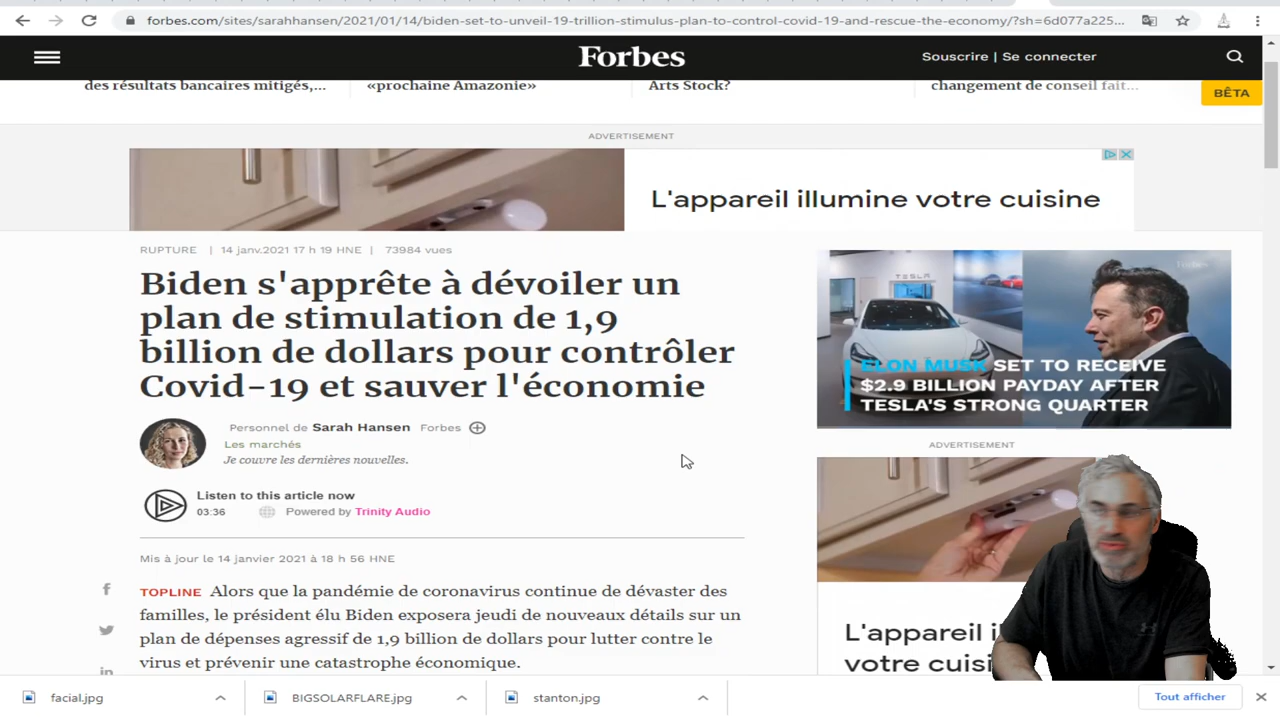 forbes.com/sites/sarahhansen/2021/01/14/biden-set-to-unveil-19-trillion-stimulus-plan-to-control-covid-19-and-rescue-the-economy/?sh=6d077a225...
Forbes
Souscrire | Se connecter
des résultats bancaires mitigés,...
«prochaine Amazonie»
Arts Stock?
changement de conseil fait...
BÊTA
ADVERTISEMENT
L'appareil illumine votre cuisine
RUPTURE | 14 janv.2021 17 h 19 HNE | 73984 vues
Biden s'apprête à dévoiler un
plan de stimulation de 1,9
billion de dollars pour contrôler
Covid-19 et sauver l'économie
Personnel de Sarah Hansen Forbes
Les marchés
Je couvre les dernières nouvelles.
Listen to this article now
03:36 Powered by Trinity Audio
Mis à jour le 14 janvier 2021 à 18 h 56 HNE
TOPLINE Alors que la pandémie de coronavirus continue de dévaster des
familles, le président élu Biden exposera jeudi de nouveaux détails sur un
plan de dépenses agressif de 1,9 billion de dollars pour lutter contre le
virus et prévenir une catastrophe économique.
TESLA
Forbes
ELON MUSK SET TO RECEIVE
$2.9 BILLION PAYDAY AFTER
TESLA'S STRONG QUARTER
ADVERTISEMENT
L'appareil i
votre cuisi
facial.jpg
BIGSOLARFLARE.jpg
stanton.jpg
Tout afficher